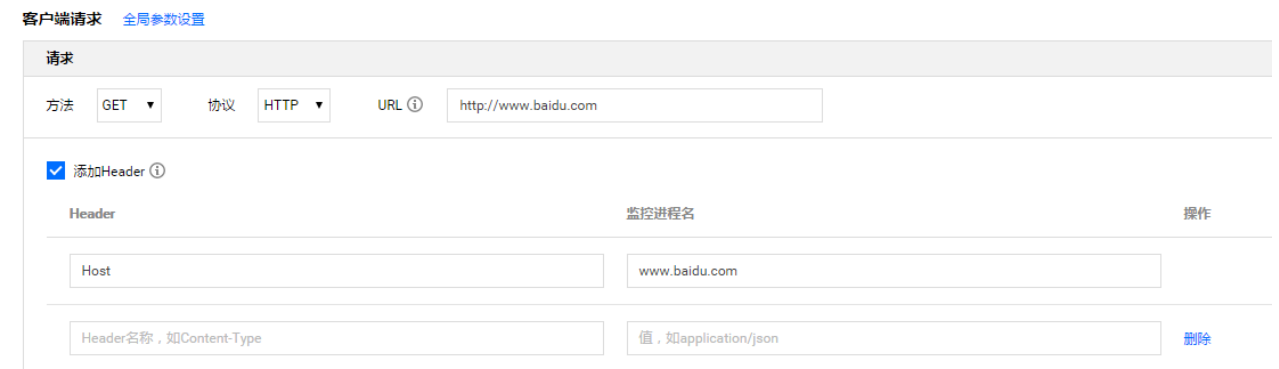 客户端请求 全局参数设置
请求
方法 GET 协议 HTTP URL http://www.baidu.com
添加Header
Header 监控进程名 操作
Host www.baidu.com
Header名称，如Content-Type 值，如application/json 删除